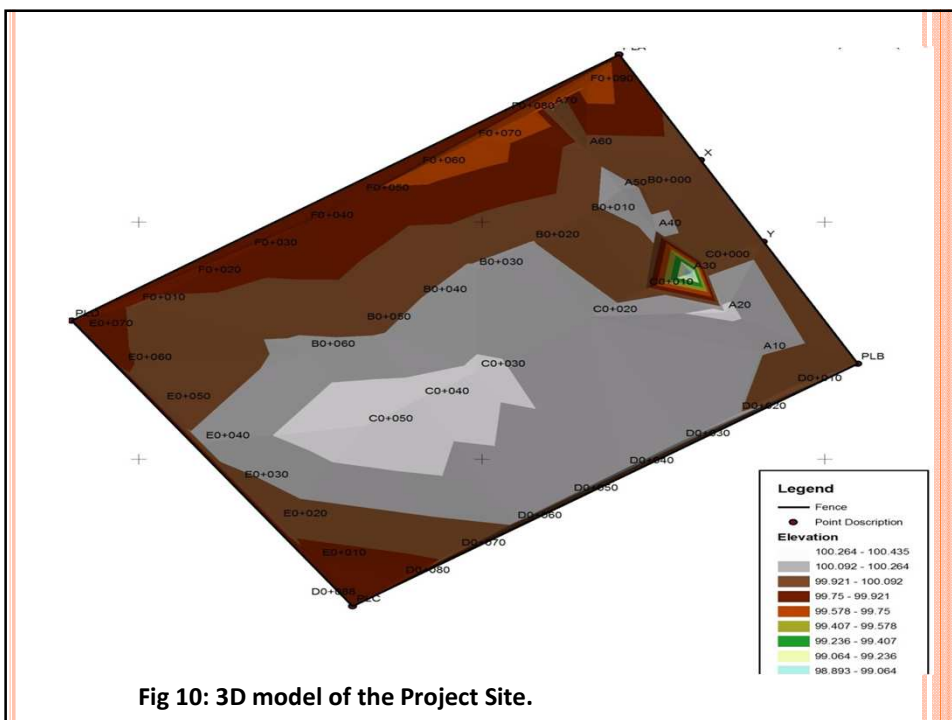 PLA
F0+090
A70
F0+080
F0+070
A60
X
F0+060
A50
B0+000
F0+050
B0+010
F0+040
A40
B0+020
Y
F0+030
C0+000
B0+030
A30
F0+020
C0+010
B0+040
F0+010
A20
C0+020
B0+050
PLD
E0+070
B0+060
A10
E0+060
C0+030
PLB
D0+010
C0+040
E0+050
D0+020
C0+050
E0+040
D0+030
D0+040
E0+030
D0+050
E0+020
D0+060
D0+070
E0+010
D0+080
PLC
Legend
Fence
Point Doscription
Elevation
100.264 - 100.435
100.092 - 100.264
99.921 - 100.092
99.75 - 99.921
99.578 - 99.75
99.407 - 99.578
99.236 - 99.407
99.064 - 99.236
98.893 - 99.064
Fig 10: 3D model of the Project Site.